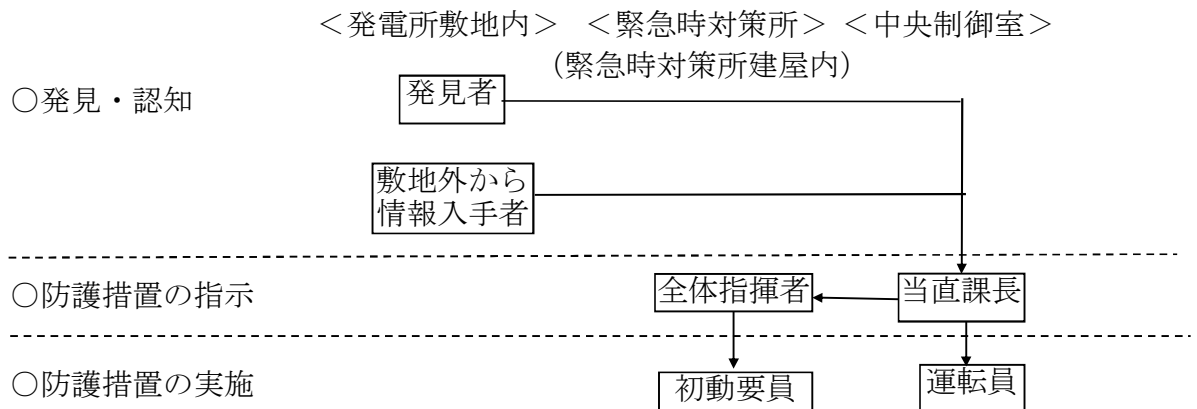 ＜発電所敷地内＞ ＜緊急時対策所＞ ＜中央制御室＞
（緊急時対策所建屋内）
○発見・認知
発見者
敷地外から
情報入手者
○防護措置の指示
全体指揮者
当直課長
○防護措置の実施
初動要員
運転員